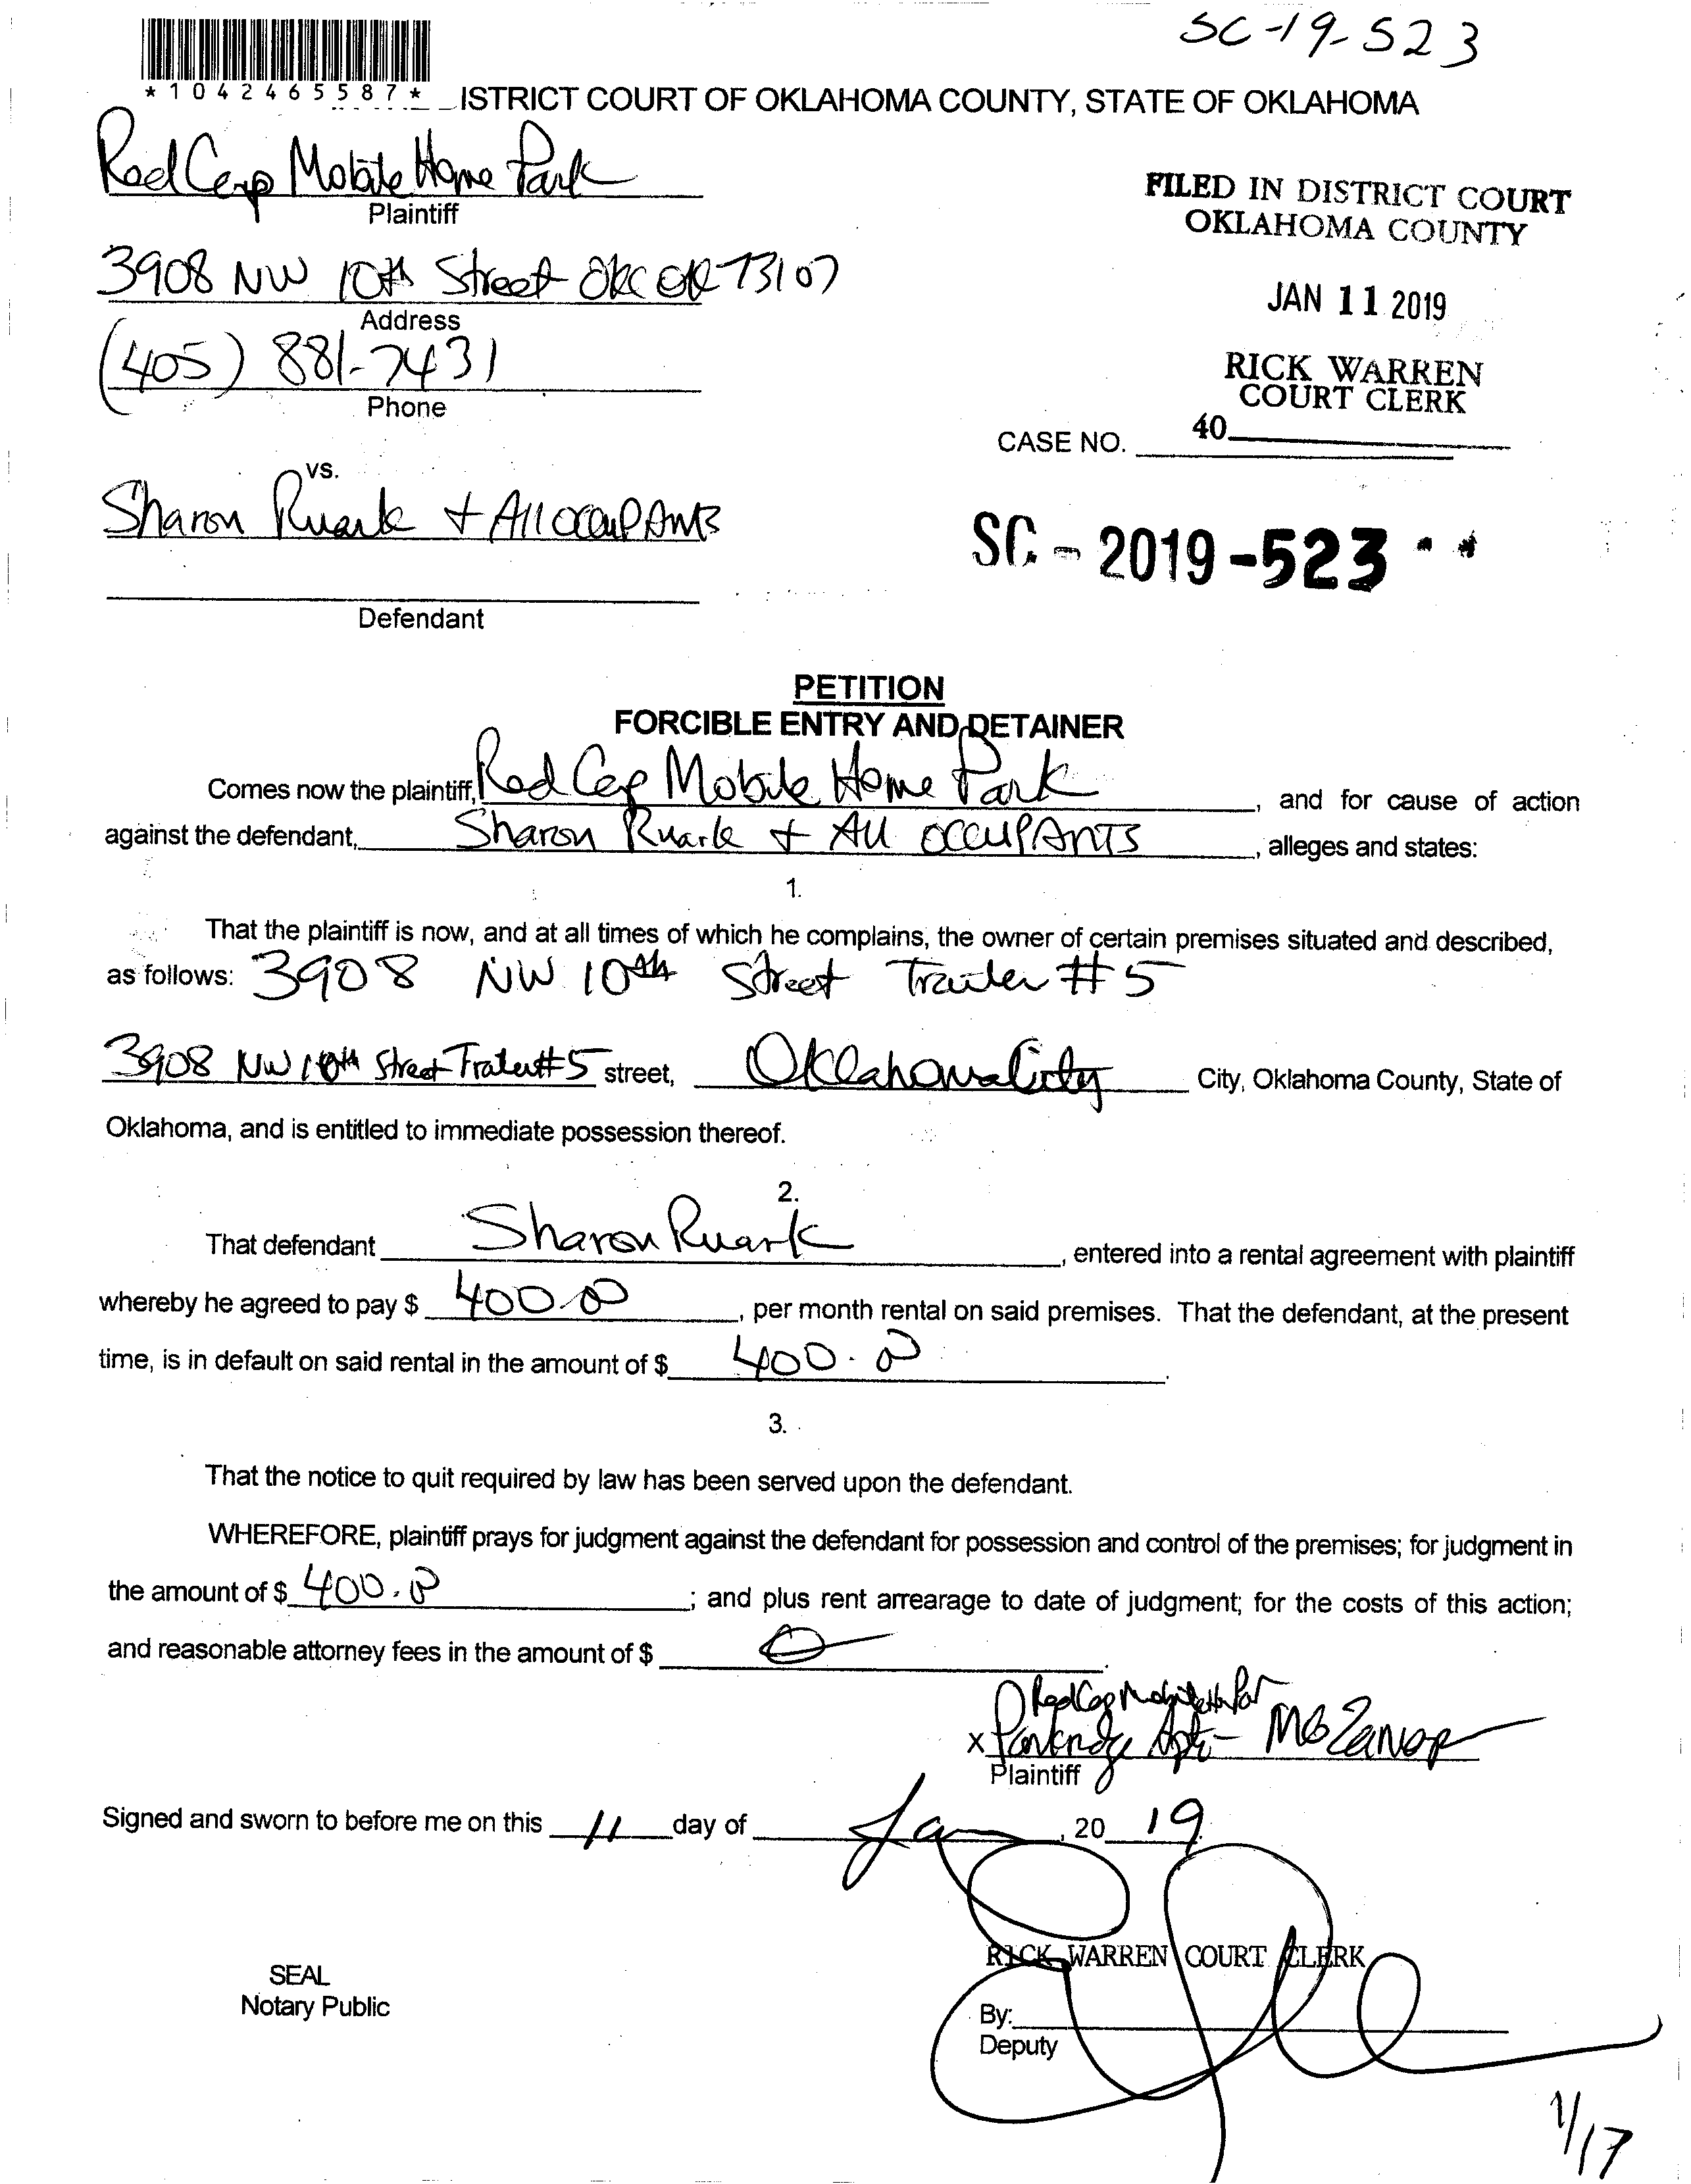 SC-19-523
*1042465587*
ISTRICT COURT OF OKLAHOMA COUNTY, STATE OF OKLAHOMA
Red Cap Mobile Home Park
Plaintiff
FILED IN DISTRICT COURT
OKLAHOMA COUNTY
3908 NW 10th Street OKC OK 73107
Address
JAN 11 2019
(405) 881-7431
Phone
RICK WARREN
COURT CLERK
40
CASE NO.
vs.
Sharon Ruark + All OCCUPANTS
SC - 2019 - 523
Defendant
PETITION
FORCIBLE ENTRY AND DETAINER
Comes now the plaintiff, Red Cap Mobile Home Park, and for cause of action
against the defendant, Sharon Ruark + All OCCUPANTS, alleges and states:
1.
That the plaintiff is now, and at all times of which he complains, the owner of certain premises situated and described,
as follows: 3908 NW 10th Street Trailer #5
3908 NW 10th Street Trailer #5 street, Oklahoma City City, Oklahoma County, State of
Oklahoma, and is entitled to immediate possession thereof.
2.
That defendant Sharon Ruark, entered into a rental agreement with plaintiff
whereby he agreed to pay $ 400.00, per month rental on said premises. That the defendant, at the present
time, is in default on said rental in the amount of $ 400.00.
3.
That the notice to quit required by law has been served upon the defendant.
WHEREFORE, plaintiff prays for judgment against the defendant for possession and control of the premises; for judgment in
the amount of $ 400.00; and plus rent arrearage to date of judgment; for the costs of this action;
and reasonable attorney fees in the amount of $
Red Cap
x
Plaintiff
Signed and sworn to before me on this 11 day of Jan, 20 19.
RICK WARREN COURT CLERK
SEAL
Notary Public
By:
Deputy
1/17